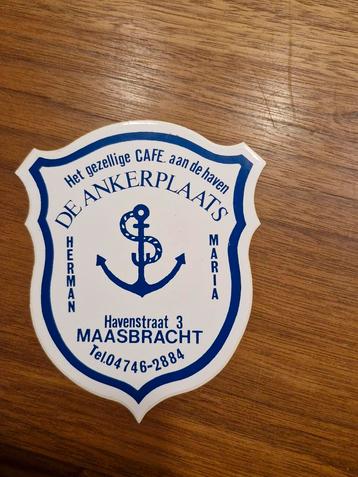 Het gezellige CAFE. aan de haven
DE ANKERPLAATS
HERMAN
MARIA
Havenstraat 3
MAASBRACHT
Tel.04746-2884